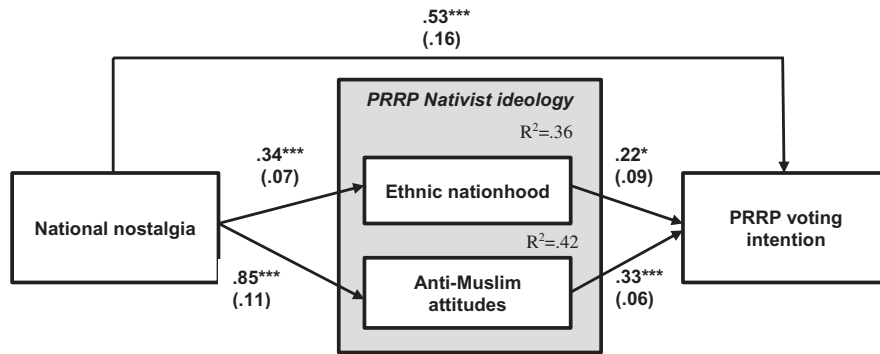 .53***
(.16)
PRRP Nativist ideology
R²=.36
.34***
(.07)
.22*
(.09)
Ethnic nationhood
National nostalgia
PRRP voting
intention
R²=.42
.85***
(.11)
Anti-Muslim
attitudes
.33***
(.06)